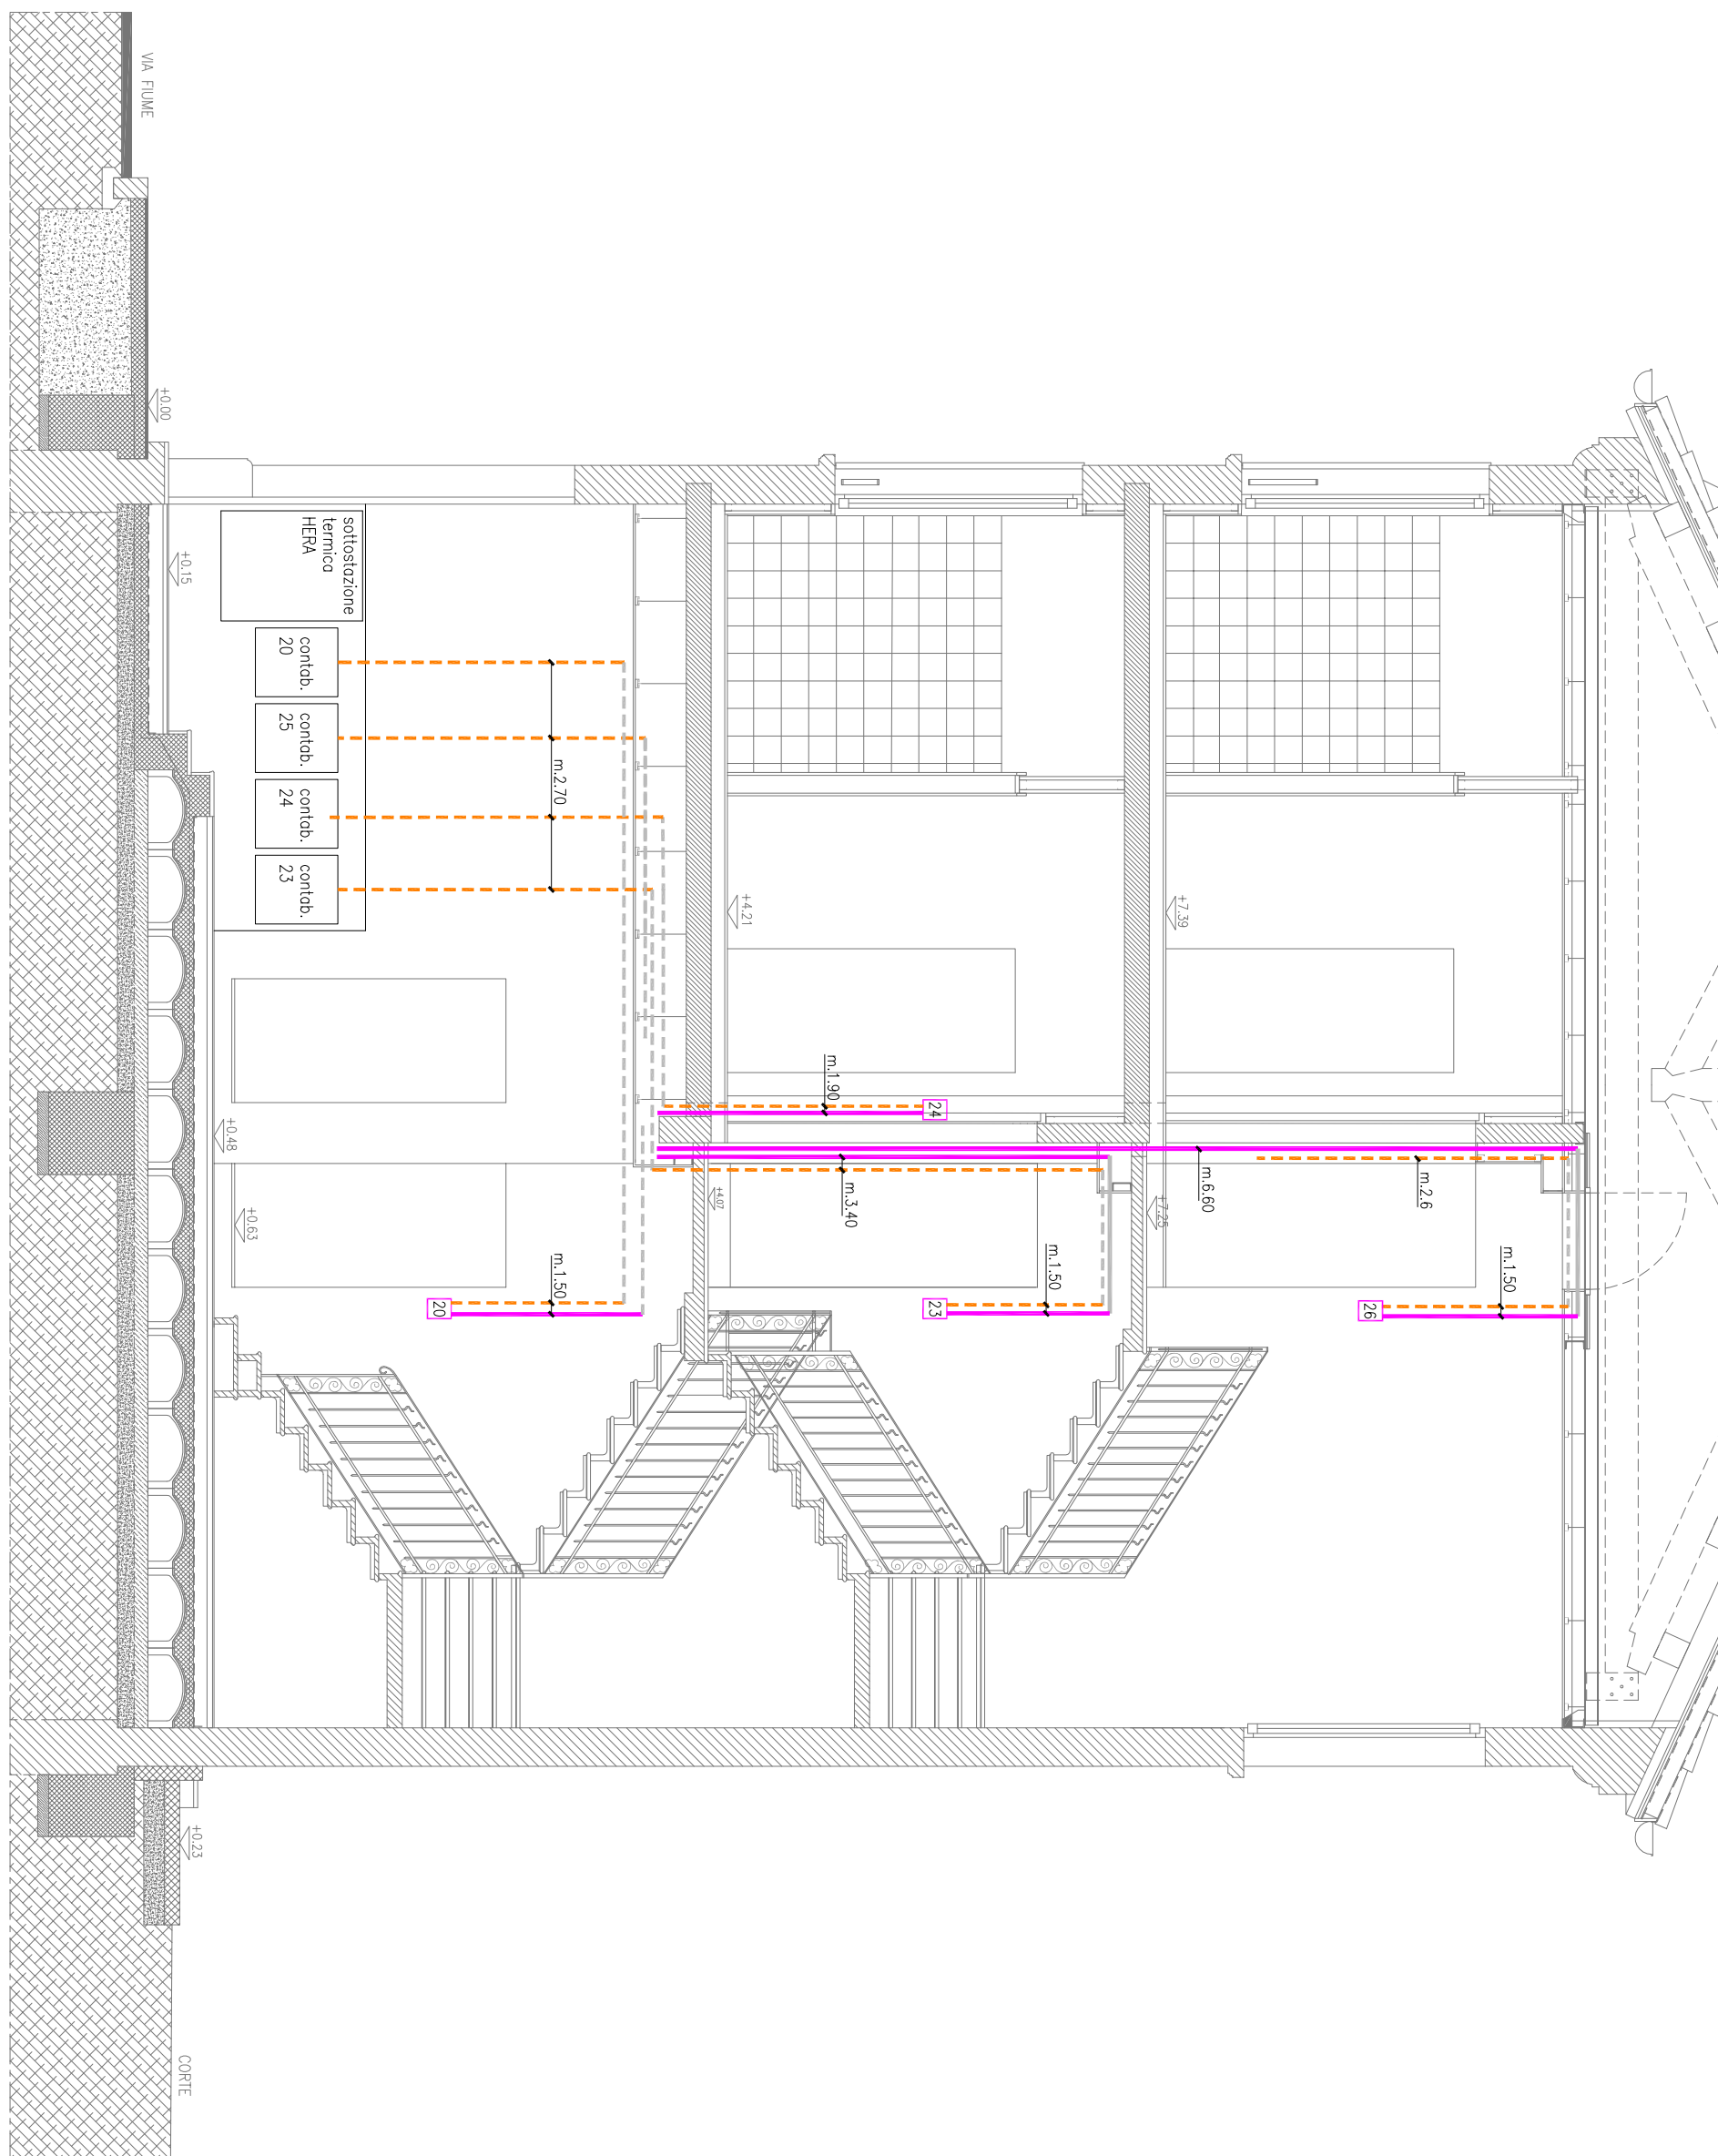 VIA FIUME
+0.00
+0.15
sottostazione
termica
HERA
contab.
20
contab.
25
contab.
24
contab.
23
m.2.70
+4.21
+7.39
m.1.90
24
+0.48
+0.63
+4.07
+7.25
m.3.40
m.6.60
m.2.6
m.1.50
20
m.1.50
23
m.1.50
26
+0.23
CORTE